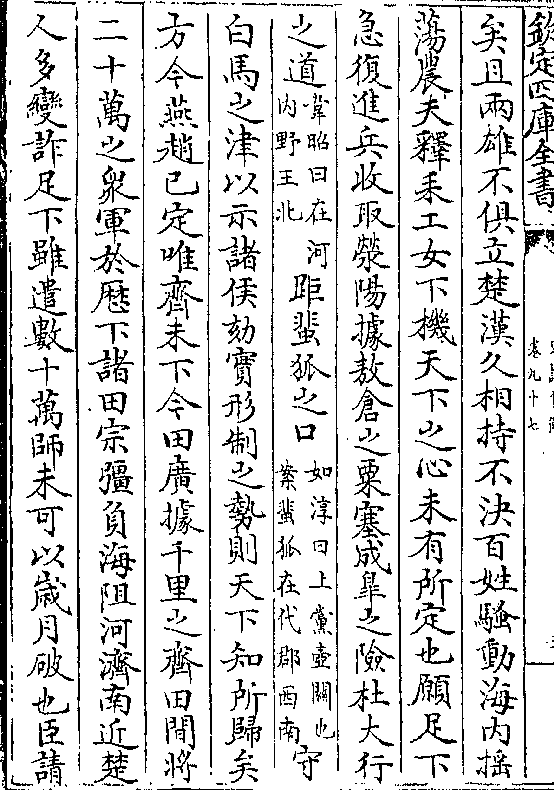 欽定四庫全書
卷九十七
矣且兩雄不俱立楚漢久相持不決百姓騷動海内揺
蕩農夫釋耒工女下機天下之心未有所定也願足下
急復進兵收取滎陽據敖倉之粟塞成臯之險杜大行
之道韋昭曰在河内野王北距蜚狐之口如淳曰上黨壺關也案蜚狐在代郡西南守
白馬之津以示諸侯効實形制之勢則天下知所歸矣
方今燕趙已定唯齊未下今田廣據千里之齊田間將
二十萬之衆軍於歴下諸田宗彊負海阻河濟南近楚
人多變詐足下雖遣數十萬師未可以歲月破也臣請